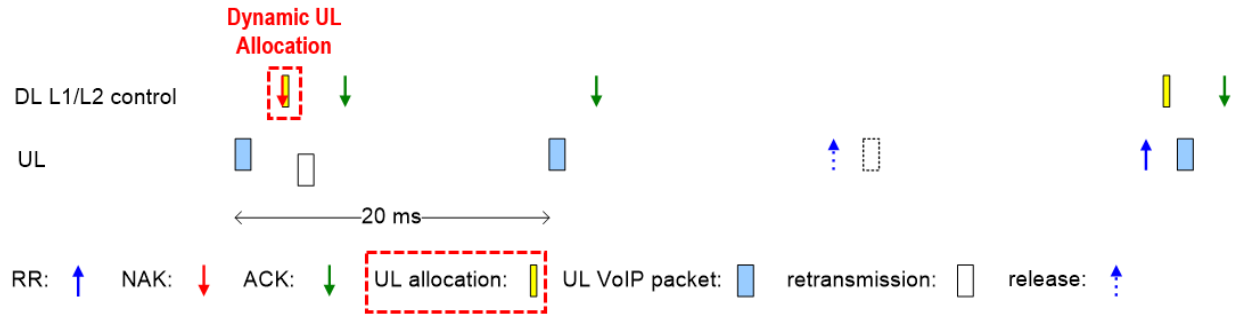 Dynamic UL
Allocation
DL L1/L2 control
UL
20 ms
RR: NAK: ACK: UL allocation: UL VoIP packet: retransmission: release: